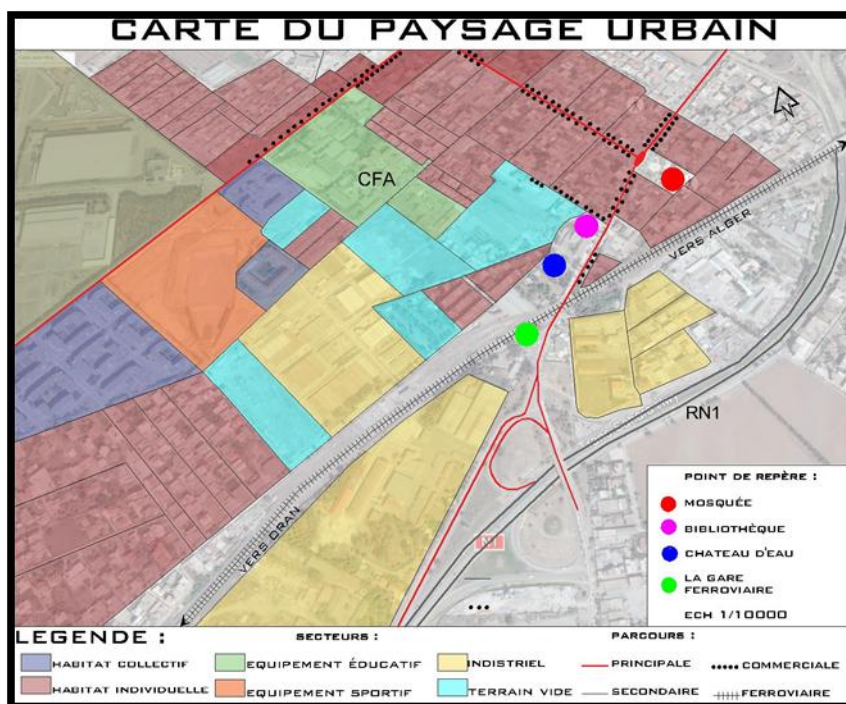 CARTE DU PAYSAGE URBAIN
CFA
VERS ALGER
RN1
VERS ORAN
POINT DE REPÈRE :
MOSQUÉE
BIBLIOTHÈQUE
CHATEAU D'EAU
LA GARE
FERROVIAIRE
ECH 1/10000
LEGENDE :
SECTEURS :
PARCOURS :
HABITAT COLLECTIF
EQUIPEMENT ÉDUCATIF
INDISTRIEL
PRINCIPALE
COMMERCIALE
HABITAT INDIVIDUELLE
EQUIPEMENT SPORTIF
TERRAIN VIDE
SECONDAIRE
FERROVIAIRE